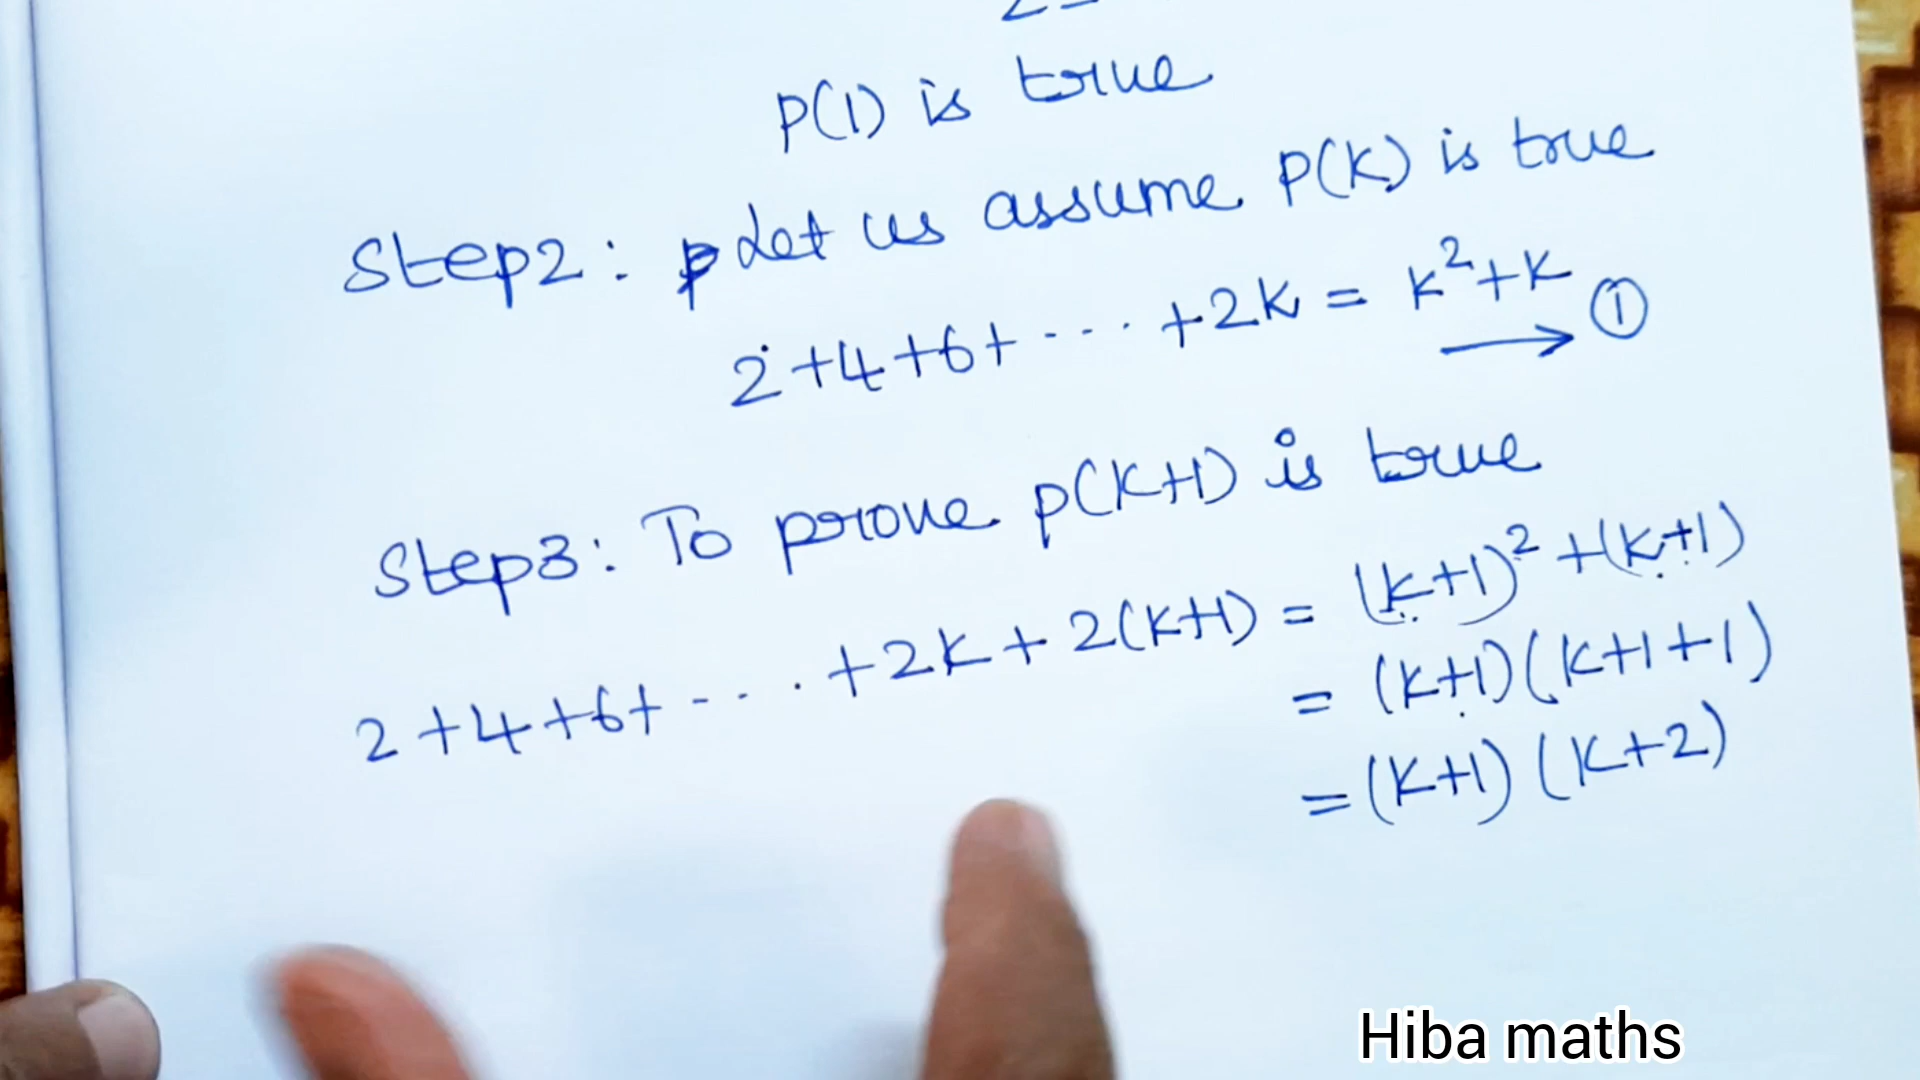 P(1) is true
Step2: Let us assume P(K) is true
2+4+6+ --- +2K = K²+K → ①
Step3: To prove P(K+1) is true
2+4+6+ --- . +2K+2(K+1) = (K+1)²+(K+1)
= (K+1)(K+1+1)
= (K+1)(K+2)
Hiba maths